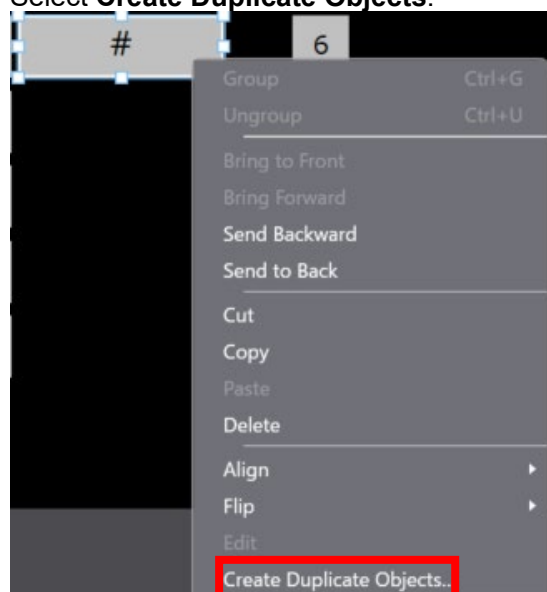 Select Create Duplicate Objects.
# 6
Group Ctrl+G
Ungroup Ctrl+U
Bring to Front
Bring Forward
Send Backward
Send to Back
Cut
Copy
Paste
Delete
Align
Flip
Edit
Create Duplicate Objects..